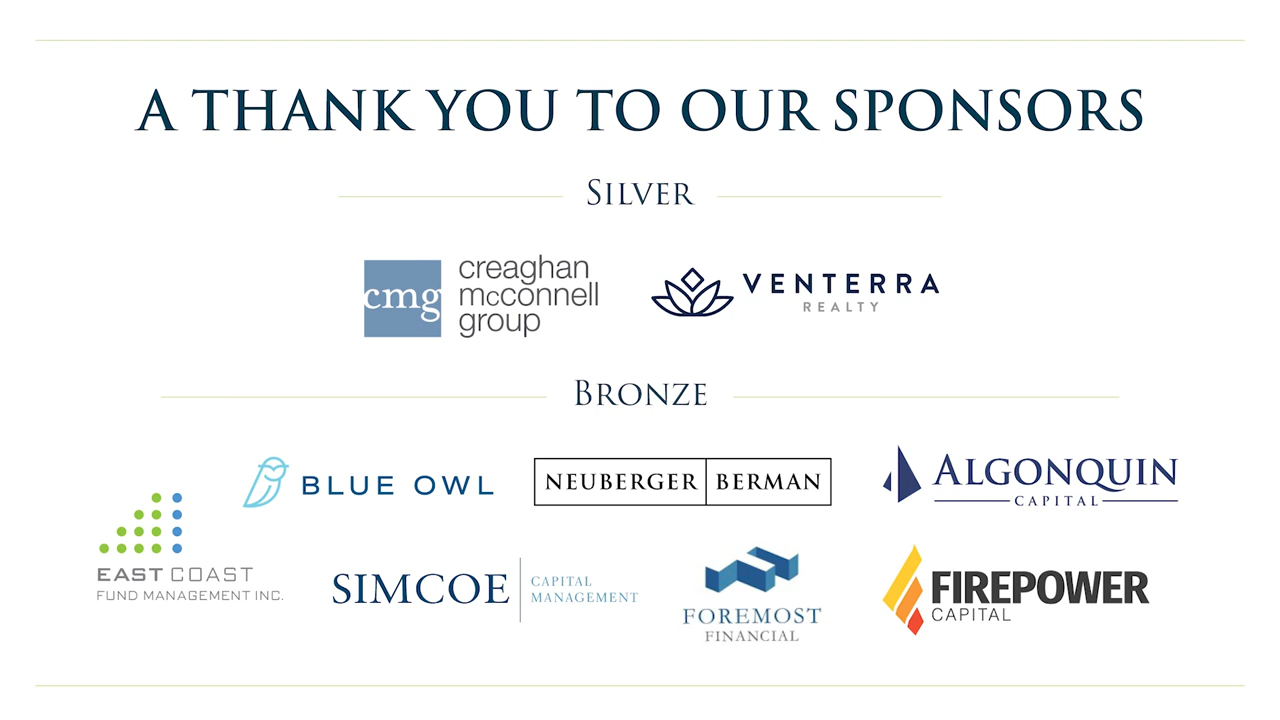 A THANK YOU TO OUR SPONSORS
SILVER
cmg
creaghan
mcconnell
group
VENTERRA
REALTY
BRONZE
EAST COAST
FUND MANAGEMENT INC.
BLUE OWL
NEUBERGER BERMAN
ALGONQUIN
CAPITAL
SIMCOE
CAPITAL
MANAGEMENT
FOREMOST
FINANCIAL
FIREPOWER
CAPITAL